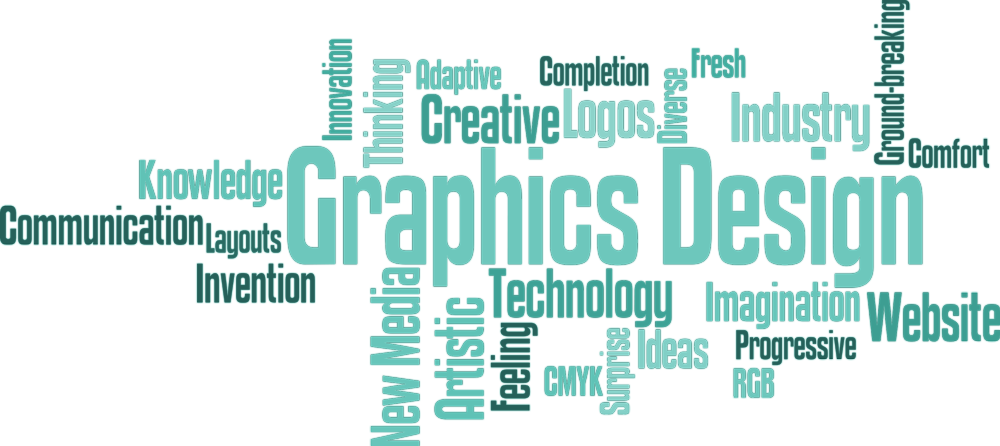 Innovation
Thinking
Adaptive
Creative
Completion
Logos
Diverse
Fresh
Industry
Ground-breaking
Comfort
Knowledge
Graphics Design
Communication
Layouts
Invention
New Media
Artistic
Technology
Feeling
CMYK
Surprise
Ideas
Imagination
Progressive
RGB
Website